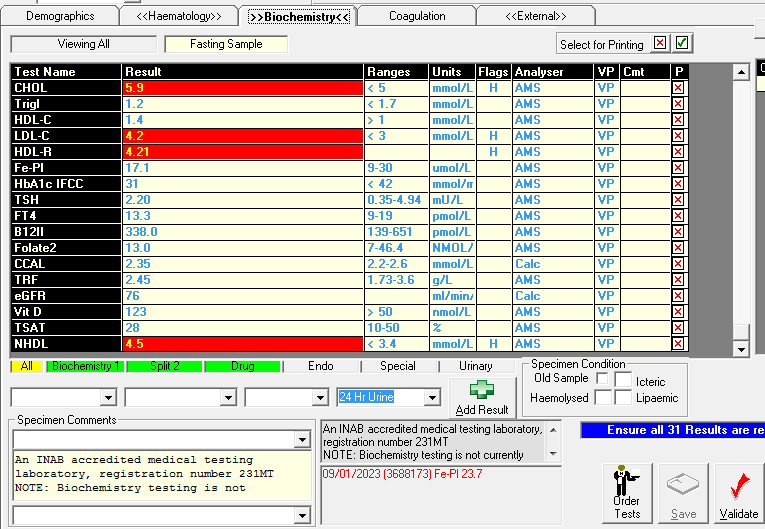 Demographics <<Haematology>> >>Biochemistry<< Coagulation <<External>>
Viewing All Fasting Sample Select for Printing
Test Name Result Ranges Units Flags Analyser VP Cmt P
CHOL 5.9 < 5 mmol/L H AMS VP
Trigl 1.2 < 1.7 mmol/L AMS VP
HDL-C 1.4 > 1 mmol/L AMS VP
LDL-C 4.2 < 3 mmol/L H AMS VP
HDL-R 4.21 H AMS VP
Fe-Pl 17.1 9-30 umol/L AMS VP
HbA1c IFCC 31 < 42 mmol/m AMS VP
TSH 2.20 0.35-4.94 mU/L AMS VP
FT4 13.3 9-19 pmol/L AMS VP
B12II 338.0 139-651 pmol/L AMS VP
Folate2 13.0 7-46.4 NMOL/ AMS VP
CCAL 2.35 2.2-2.6 mmol/L Calc VP
TRF 2.45 1.73-3.6 g/L AMS VP
eGFR 76 ml/min/ Calc VP
Vit D 123 > 50 nmol/L AMS VP
TSAT 28 10-50 % AMS VP
NHDL 4.5 < 3.4 mmol/L H AMS VP
All Biochemistry 1 Split 2 Drug Endo Special Urinary
24 Hr Urine
Add Result
Specimen Condition
Old Sample Icteric
Haemolysed Lipaemic
Specimen Comments
An INAB accredited medical testing
laboratory, registration number 231MT
NOTE: Biochemistry testing is not
An INAB accredited medical testing laboratory,
registration number 231MT
NOTE: Biochemistry testing is not currently
09/01/2023 (3688173) Fe-Pl 23.7
Ensure all 31 Results are re
Order
Tests
Save
Validate